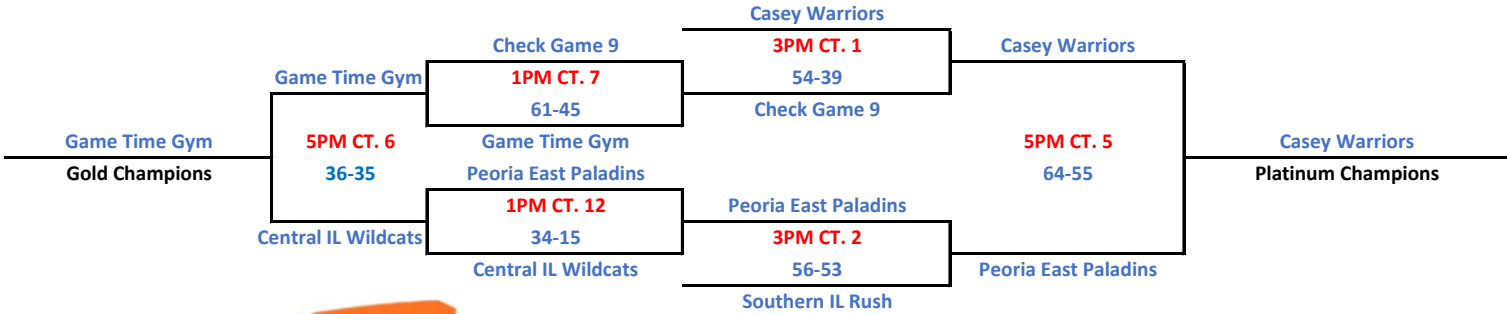 Casey Warriors
Check Game 9 3PM CT. 1 Casey Warriors
Game Time Gym 1PM CT. 7 54-39
61-45 Check Game 9
Game Time Gym 5PM CT. 6 Game Time Gym 5PM CT. 5 Casey Warriors
Gold Champions 36-35 Peoria East Paladins 64-55 Platinum Champions
1PM CT. 12 Peoria East Paladins
Central IL Wildcats 34-15 3PM CT. 2
Central IL Wildcats 56-53 Peoria East Paladins
Southern IL Rush